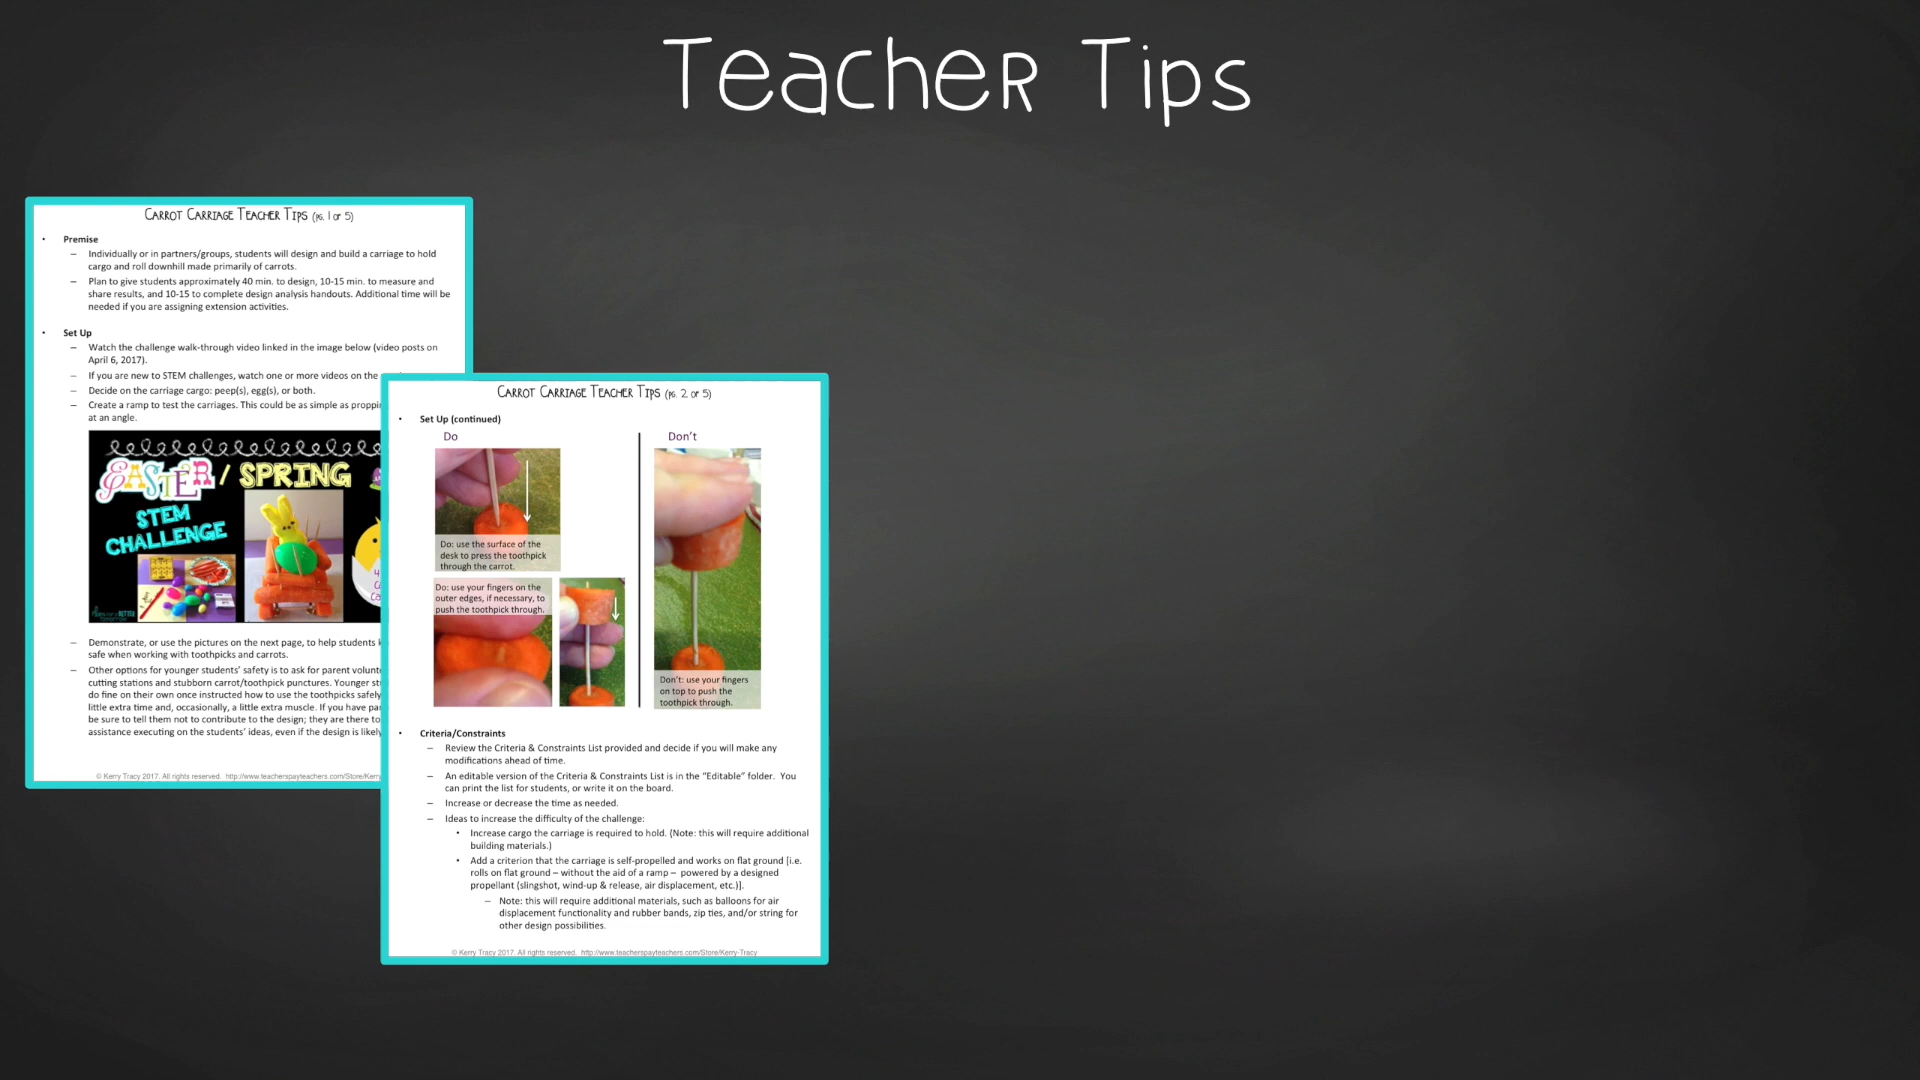 Teacher Tips
Carrot Carriage Teacher Tips (pg. 1 of 5)
• Premise
– Individually or in partners/groups, students will design and build a carriage to hold
cargo and roll downhill made primarily of carrots.
– Plan to give students approximately 40 min. to design, 10-15 min. to measure and
share results, and 10-15 to complete design analysis handouts. Additional time will be
needed if you are assigning extension activities.
• Set Up
– Watch the challenge walk-through video linked in the image below (video posts on
April 6, 2017).
– If you are new to STEM challenges, watch one or more videos on the
– Decide on the carriage cargo: peep(s), egg(s), or both.
– Create a ramp to test the carriages. This could be as simple as
at an angle.
EASTER / SPRING
STEM
CHALLENGE
– Demonstrate, or use the pictures on the next page, to help students
safe when working with toothpicks and carrots.
– Other options for younger students' safety is to ask for parent
cutting stations and stubborn carrot/toothpick punctures. Younger
do fine on their own once instructed how to use the toothpicks safely
little extra time and, occasionally, a little extra muscle. If you have
be sure to tell them not to contribute to the design; they are there to
assistance executing on the students' ideas, even if the design is likely
© Kerry Tracy 2017. All rights reserved. http://www.teacherspayteachers.com/Store/Kerry
Carrot Carriage Teacher Tips (pg. 2 of 5)
• Set Up (continued)
Do
Don't
Do: use the surface of the
desk to press the toothpick
through the carrot.
Do: use your fingers on the
outer edges, if necessary, to
push the toothpick through.
Don't: use your fingers
on top to push the
toothpick through.
• Criteria/Constraints
– Review the Criteria & Constraints List provided and decide if you will make any
modifications ahead of time.
– An editable version of the Criteria & Constraints List is in the "Editable" folder. You
can print the list for students, or write it on the board.
– Increase or decrease the time as needed.
– Ideas to increase the difficulty of the challenge:
• Increase cargo the carriage is required to hold. (Note: this will require additional
building materials.)
• Add a criterion that the carriage is self-propelled and works on flat ground [i.e.
rolls on flat ground – without the aid of a ramp – powered by a designed
propellant (slingshot, wind-up & release, air displacement, etc.)].
– Note: this will require additional materials, such as balloons for air
displacement functionality and rubber bands, zip ties, and/or string for
other design possibilities.
© Kerry Tracy 2017. All rights reserved. http://www.teacherspayteachers.com/Store/Kerry-Tracy